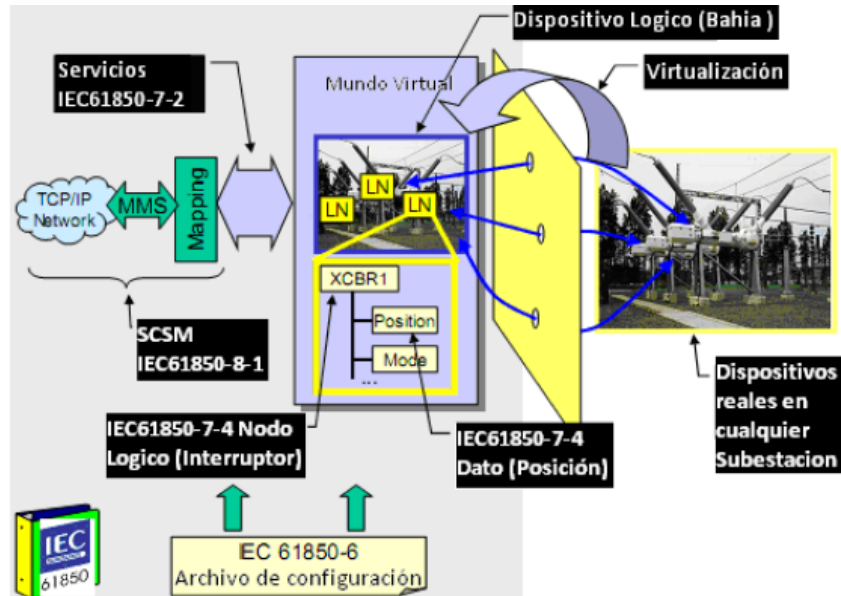 Dispositivo Logico (Bahia )
Servicios
IEC61850-7-2
Mundo Virtual
Virtualización
LN
LN
LN
TCP/IP
Network
MMS
Mapping
XCBR1
Position
Mode
...
SCSM
IEC61850-8-1
Dispositivos
reales en
cualquier
Subestacion
IEC61850-7-4 Nodo
Logico (Interruptor)
IEC61850-7-4
Dato (Posición)
IEC
61850
IEC 61850-6
Archivo de configuración